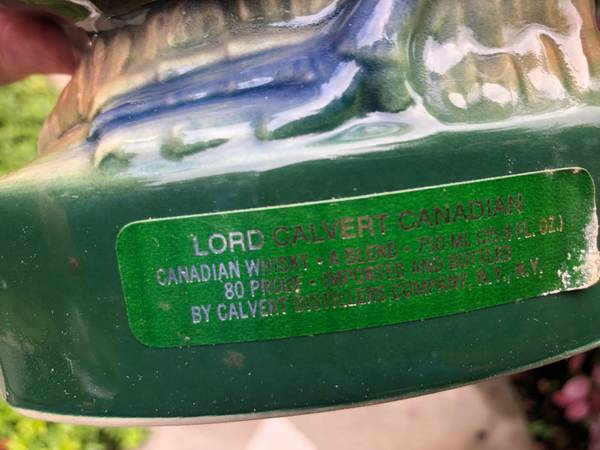 LORD CALVERT CANADIAN
CANADIAN WHISKY - A BLEND - 750 ML (25.3 FL. OZ.)
80 PROOF - IMPORTED AND BOTTLED
BY CALVERT DISTILLERS COMPANY, N.Y., N.Y.